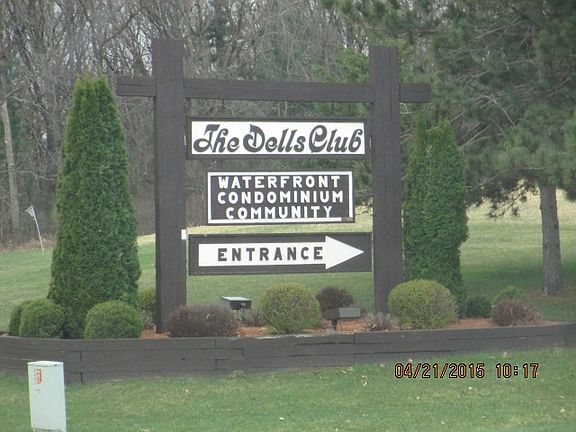 The Dells Club
WATERFRONT
CONDOMINIUM
COMMUNITY
ENTRANCE
04/21/2015 10:17